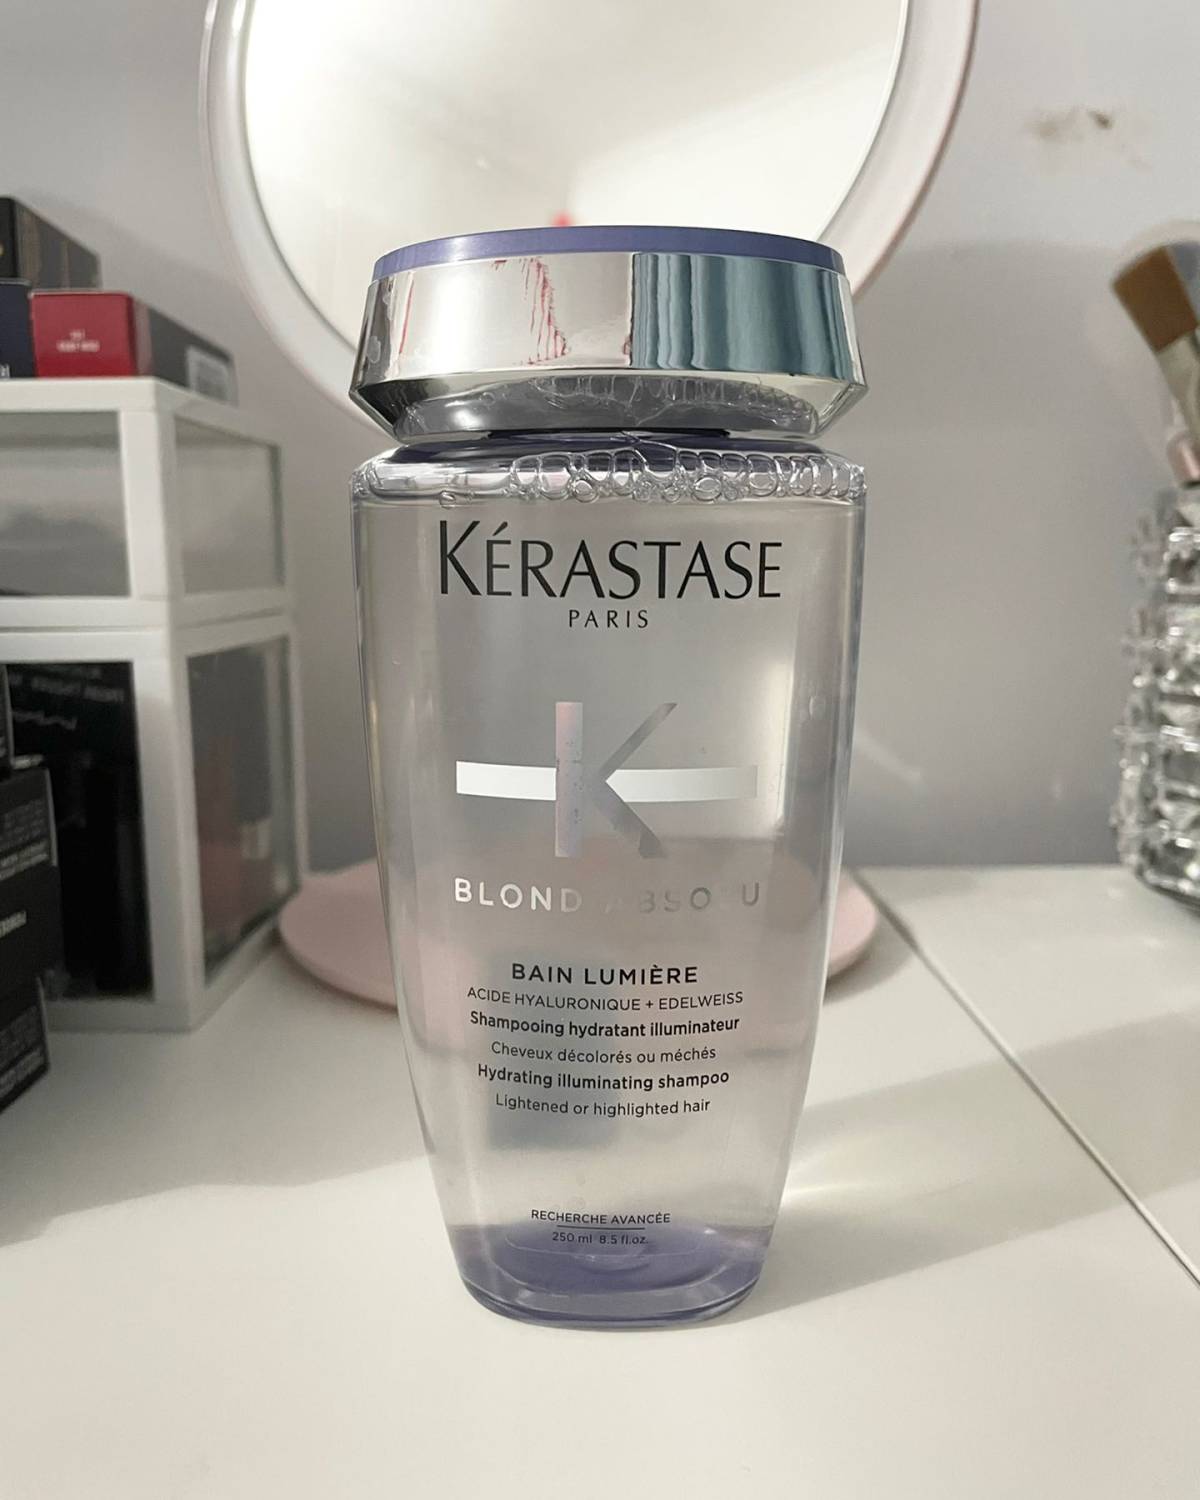 KÉRASTASE
PARIS
K
BLOND ABSOLU
BAIN LUMIÈRE
ACIDE HYALURONIQUE + EDELWEISS
Shampooing hydratant illuminateur
Cheveux décolorés ou méchés
Hydrating illuminating shampoo
Lightened or highlighted hair
RECHERCHE AVANCÉE
250 ml 8.5 fl.oz.